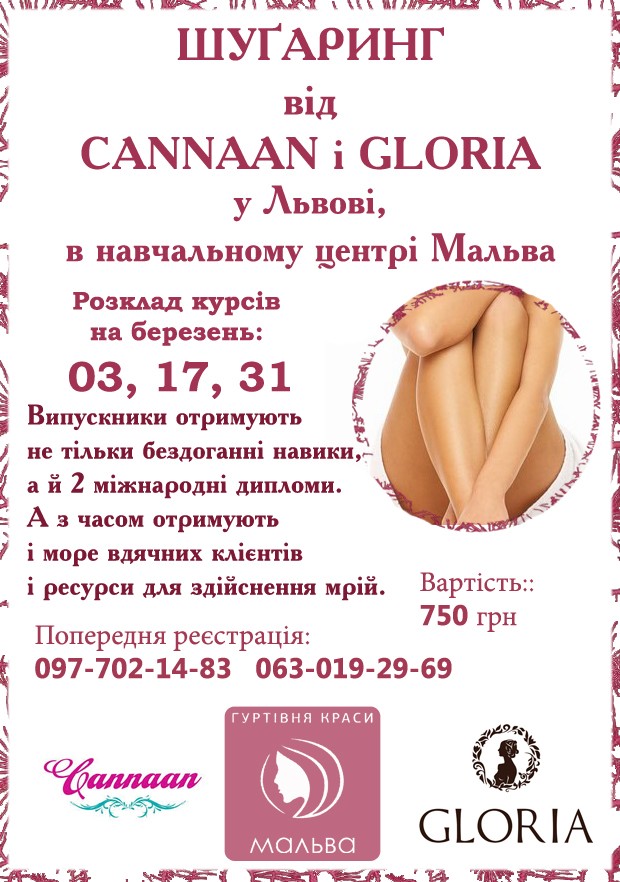 ШУҐАРИНГ
від
CANNAAN і GLORIA
у Львові,
в навчальному центрі Мальва
Розклад курсів
на березень:
03, 17, 31
Випускники отримують
не тільки бездоганні навики,
а й 2 міжнародні дипломи.
А з часом отримують
і море вдячних клієнтів
і ресурси для здійснення мрій.
Вартість::
750 грн
Попередня реєстрація:
097-702-14-83 063-019-29-69
Cannaan
ГУРТІВНЯ КРАСИ
мальва
GLORIA